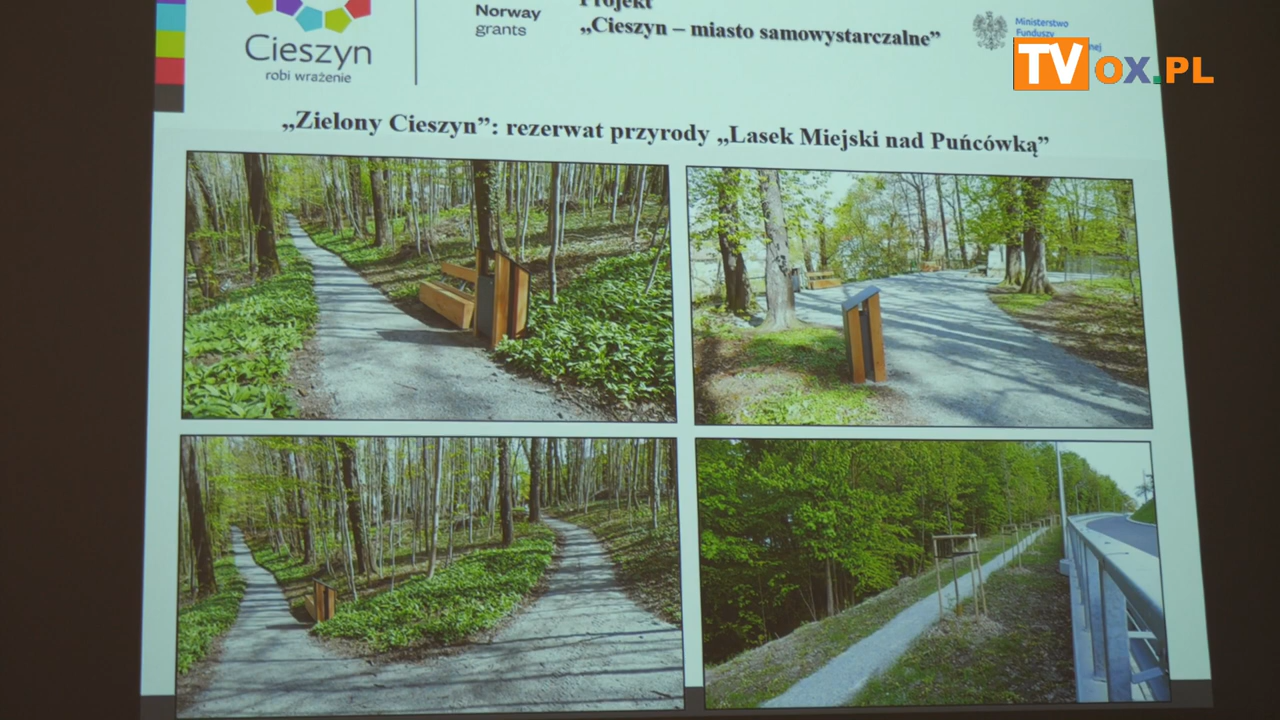 Cieszyn
robi wrażenie
Norway
grants
Projekt
„Cieszyn – miasto samowystarczalne”
Ministerstwo
Funduszy
TVOX.PL
„Zielony Cieszyn”: rezerwat przyrody „Lasek Miejski nad Puńcówką”